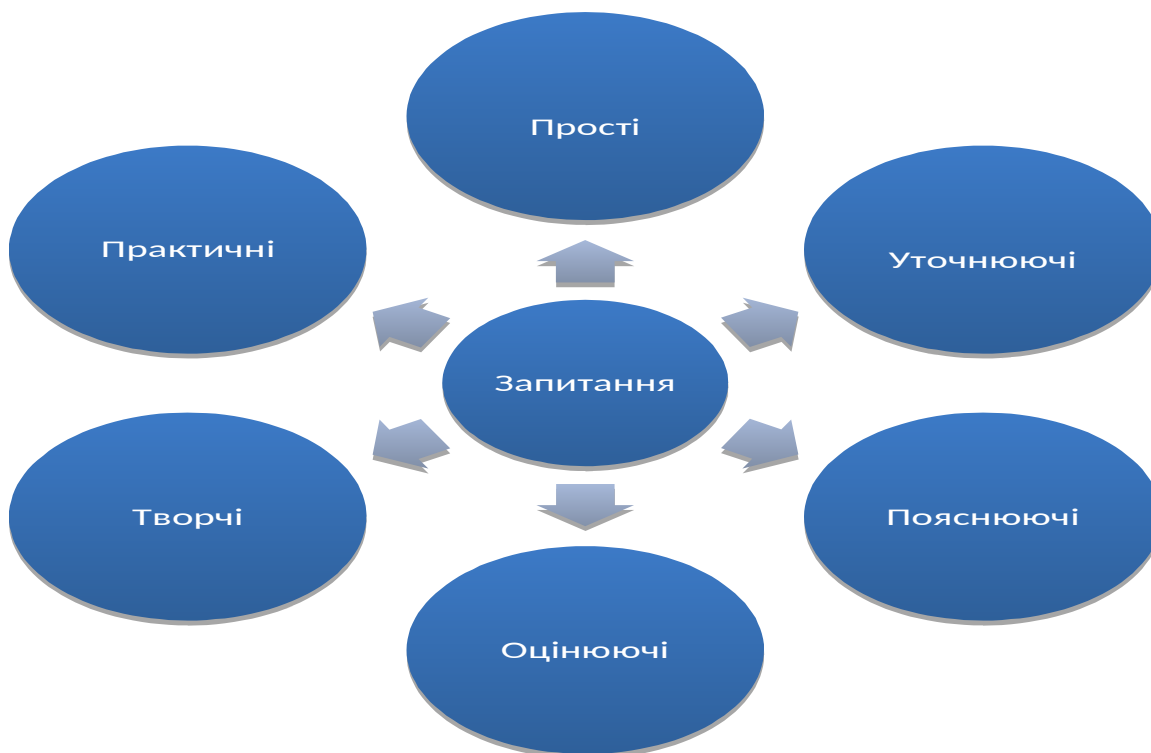 Прості
Практичні
Уточнюючі
Запитання
Творчі
Пояснюючі
Оцінюючі